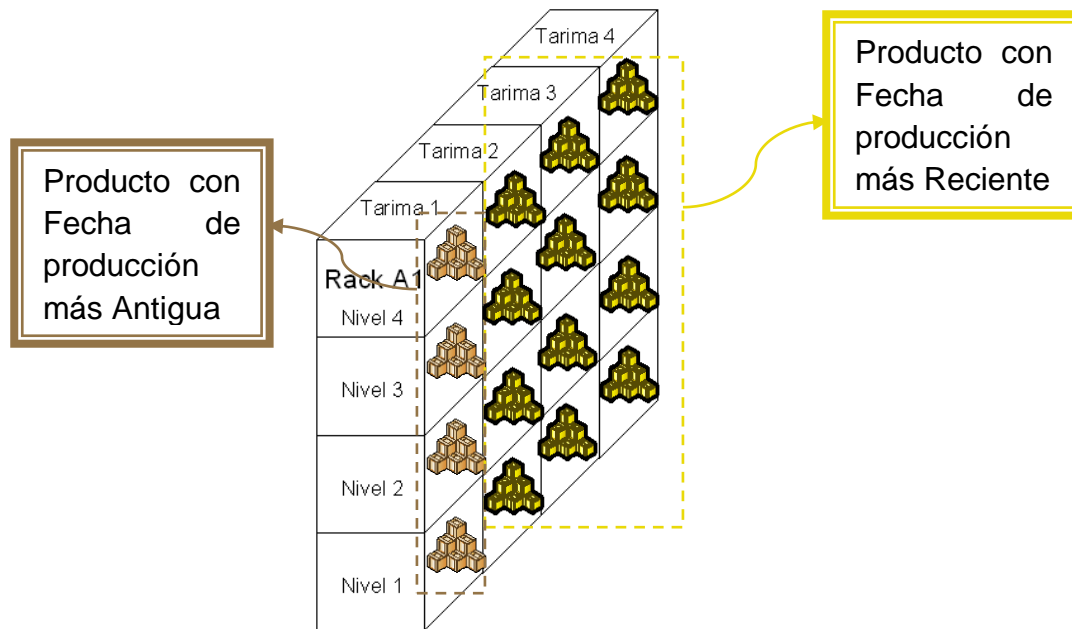 Tarima 4
Tarima 3
Tarima 2
Tarima 1
Producto con
Fecha de
producción
más Reciente
Producto con
Fecha de
producción
más Antigua
Rack A1
Nivel 4
Nivel 3
Nivel 2
Nivel 1